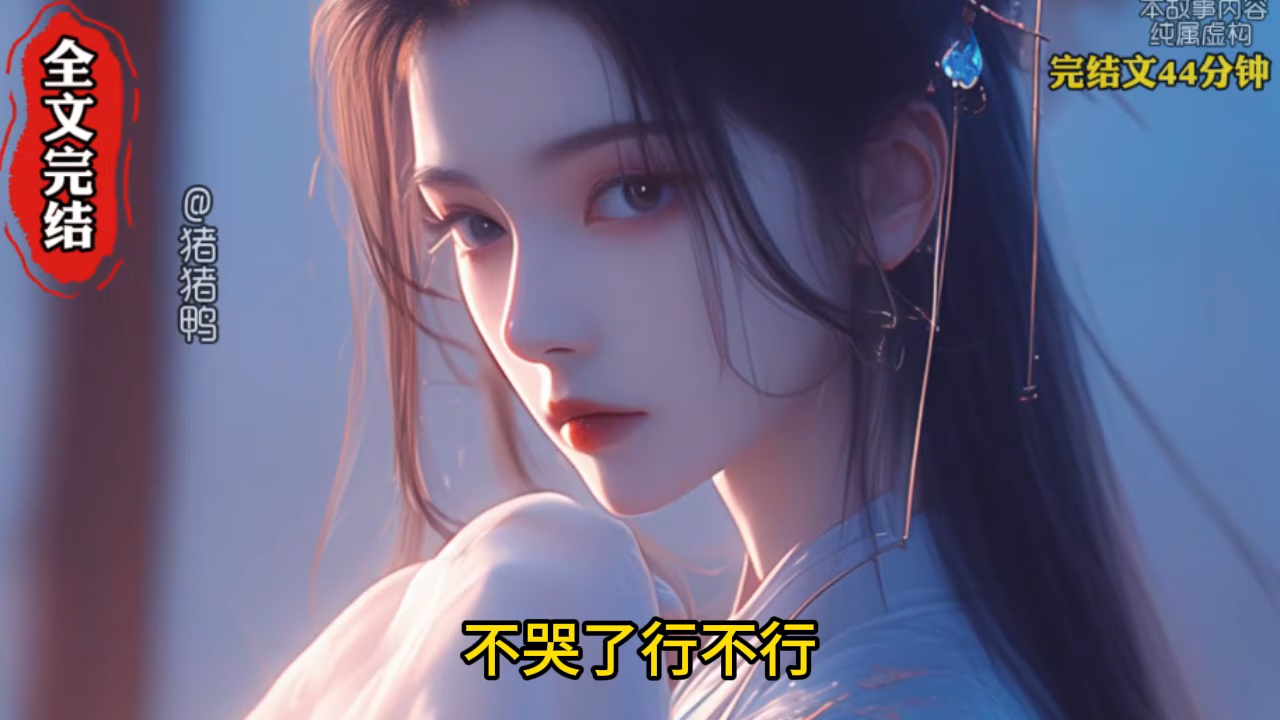 全文完结
@猪猪鸭
本故事内容
纯属虚构
完结文44分钟
不哭了行不行